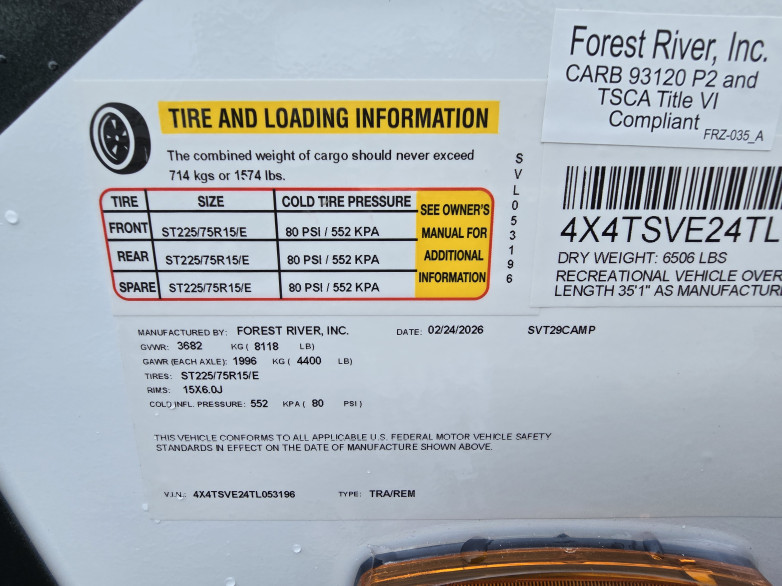 Forest River, Inc.
CARB 93120 P2 and
TSCA Title VI
Compliant
FRZ-035_A
TIRE AND LOADING INFORMATION
The combined weight of cargo should never exceed
714 kgs or 1574 lbs.
TIRE SIZE COLD TIRE PRESSURE
FRONT ST225/75R15/E 80 PSI / 552 KPA
REAR ST225/75R15/E 80 PSI / 552 KPA
SPARE ST225/75R15/E 80 PSI / 552 KPA
SEE OWNER'S
MANUAL FOR
ADDITIONAL
INFORMATION
SVL053196
4X4TSVE24TL
DRY WEIGHT: 6506 LBS
RECREATIONAL VEHICLE OVER
LENGTH 35'1" AS MANUFACTUR
MANUFACTURED BY: FOREST RIVER, INC. DATE: 02/24/2026 SVT29CAMP
GVWR: 3682 KG ( 8118 LB)
GAWR (EACH AXLE): 1996 KG ( 4400 LB)
TIRES: ST225/75R15/E
RIMS: 15X6.0J
COLD INFL. PRESSURE: 552 KPA ( 80 PSI )
THIS VEHICLE CONFORMS TO ALL APPLICABLE U.S. FEDERAL MOTOR VEHICLE SAFETY
STANDARDS IN EFFECT ON THE DATE OF MANUFACTURE SHOWN ABOVE.
V.I.N.: 4X4TSVE24TL053196 TYPE: TRA/REM